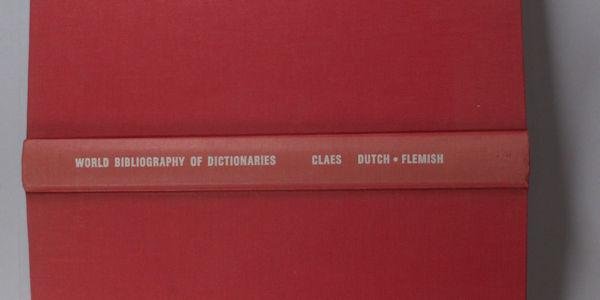 WORLD BIBLIOGRAPHY OF DICTIONARIES CLAES DUTCH • FLEMISH